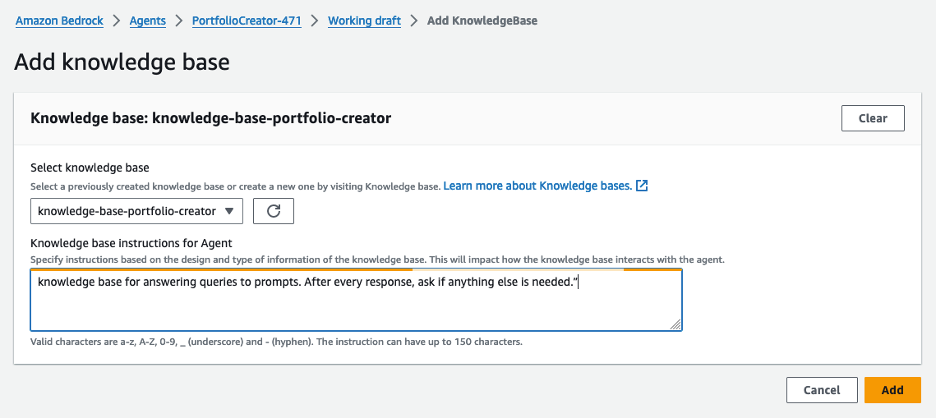 Amazon Bedrock > Agents > PortfolioCreator-471 > Working draft > Add KnowledgeBase
Add knowledge base
Knowledge base: knowledge-base-portfolio-creator
Clear
Select knowledge base
Select a previously created knowledge base or create a new one by visiting Knowledge base. Learn more about Knowledge bases.
knowledge-base-portfolio-creator
Knowledge base instructions for Agent
Specify instructions based on the design and type of information of the knowledge base. This will impact how the knowledge base interacts with the agent.
knowledge base for answering queries to prompts. After every response, ask if anything else is needed.”
Valid characters are a-z, A-Z, 0-9, _ (underscore) and - (hyphen). The instruction can have up to 150 characters.
Cancel
Add